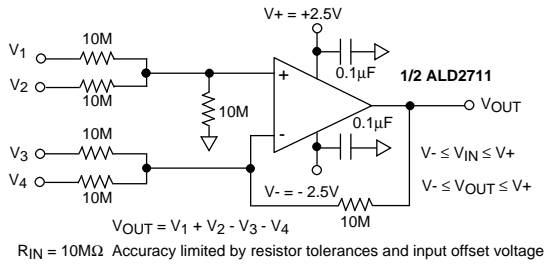 V+ = +2.5V
V1
10M
V2
10M
10M
+
-
0.1µF
1/2 ALD2711
VOUT
0.1µF
V3
10M
V4
10M
V- = - 2.5V
10M
V- ≤ VIN ≤ V+
V- ≤ VOUT ≤ V+
VOUT = V1 + V2 - V3 - V4
RIN = 10MΩ Accuracy limited by resistor tolerances and input offset voltage